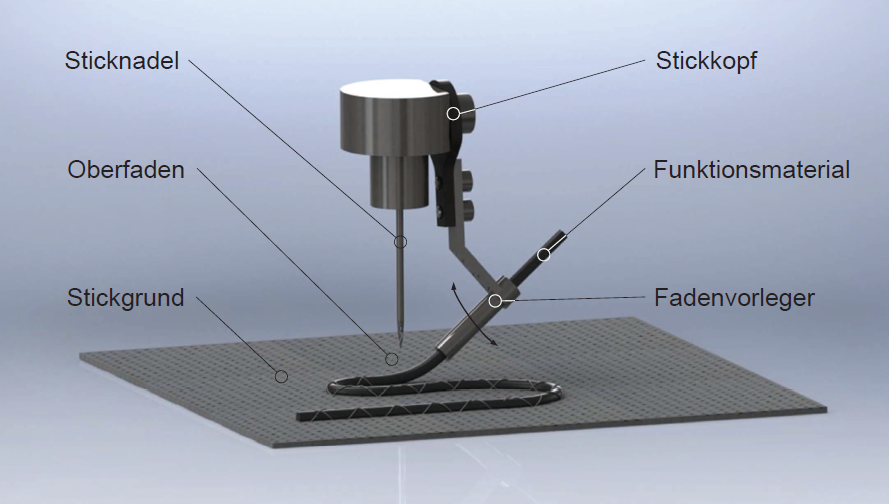 Sticknadel
Stickkopf
Oberfaden
Funktionsmaterial
Stickgrund
Fadenvorleger